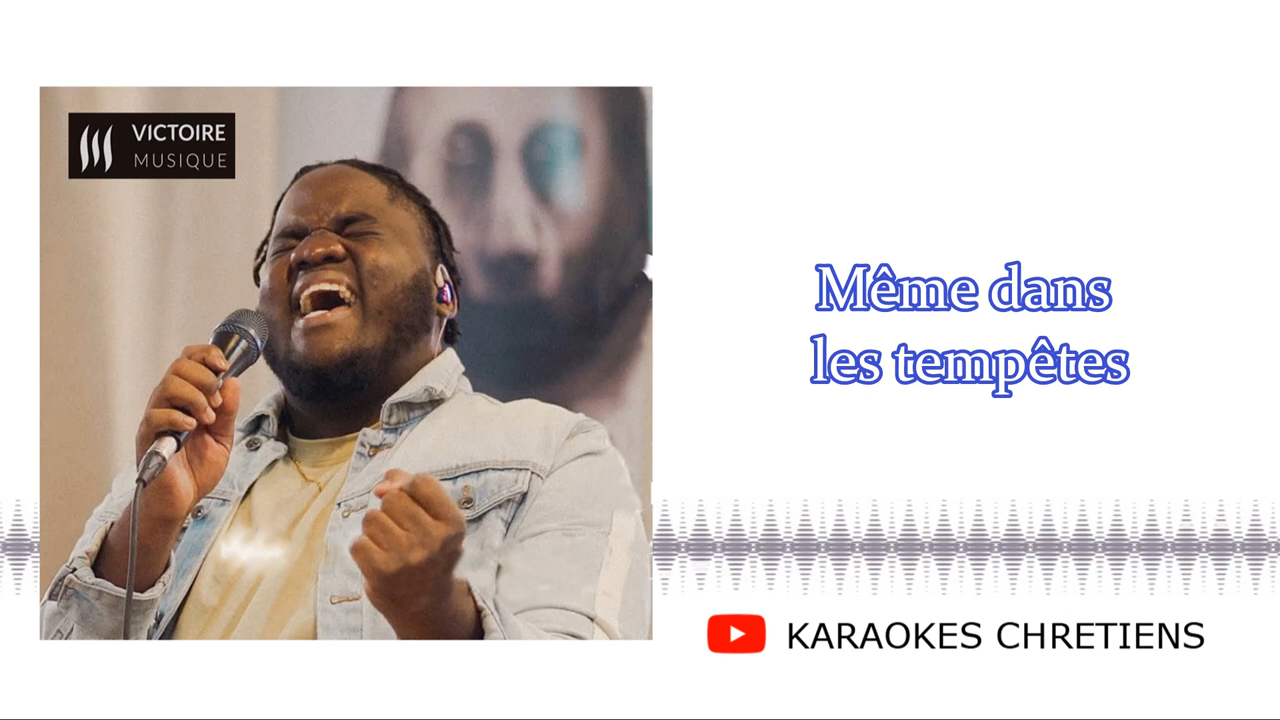 VICTOIRE
MUSIQUE
Même dans
les tempêtes
KARAOKES CHRETIENS